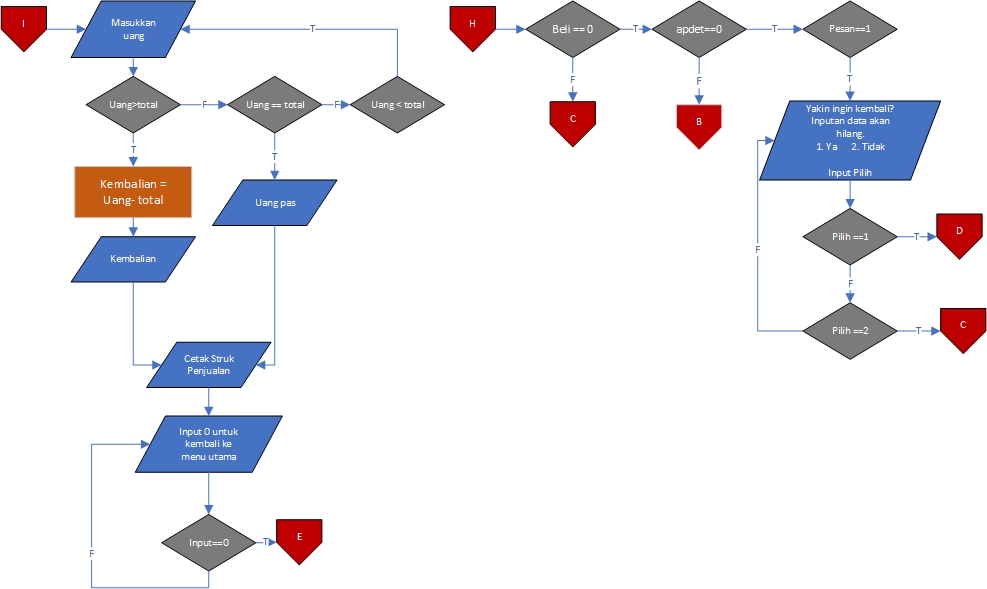 I
Masukkan
uang
T
Uang>total
F
Uang == total
F
Uang < total
T
T
Kembalian =
Uang- total
Uang pas
Kembalian
Cetak Struk
Penjualan
Input 0 untuk
kembali ke
menu utama
Input==0
T
E
F
H
Beli == 0
T
apdet==0
T
Pesan==1
F
F
T
C
B
Yakin ingin kembali?
Inputan data akan
hilang.
1. Ya 2. Tidak
Input Pilih
Pilih ==1
T
D
F
F
Pilih ==2
T
C